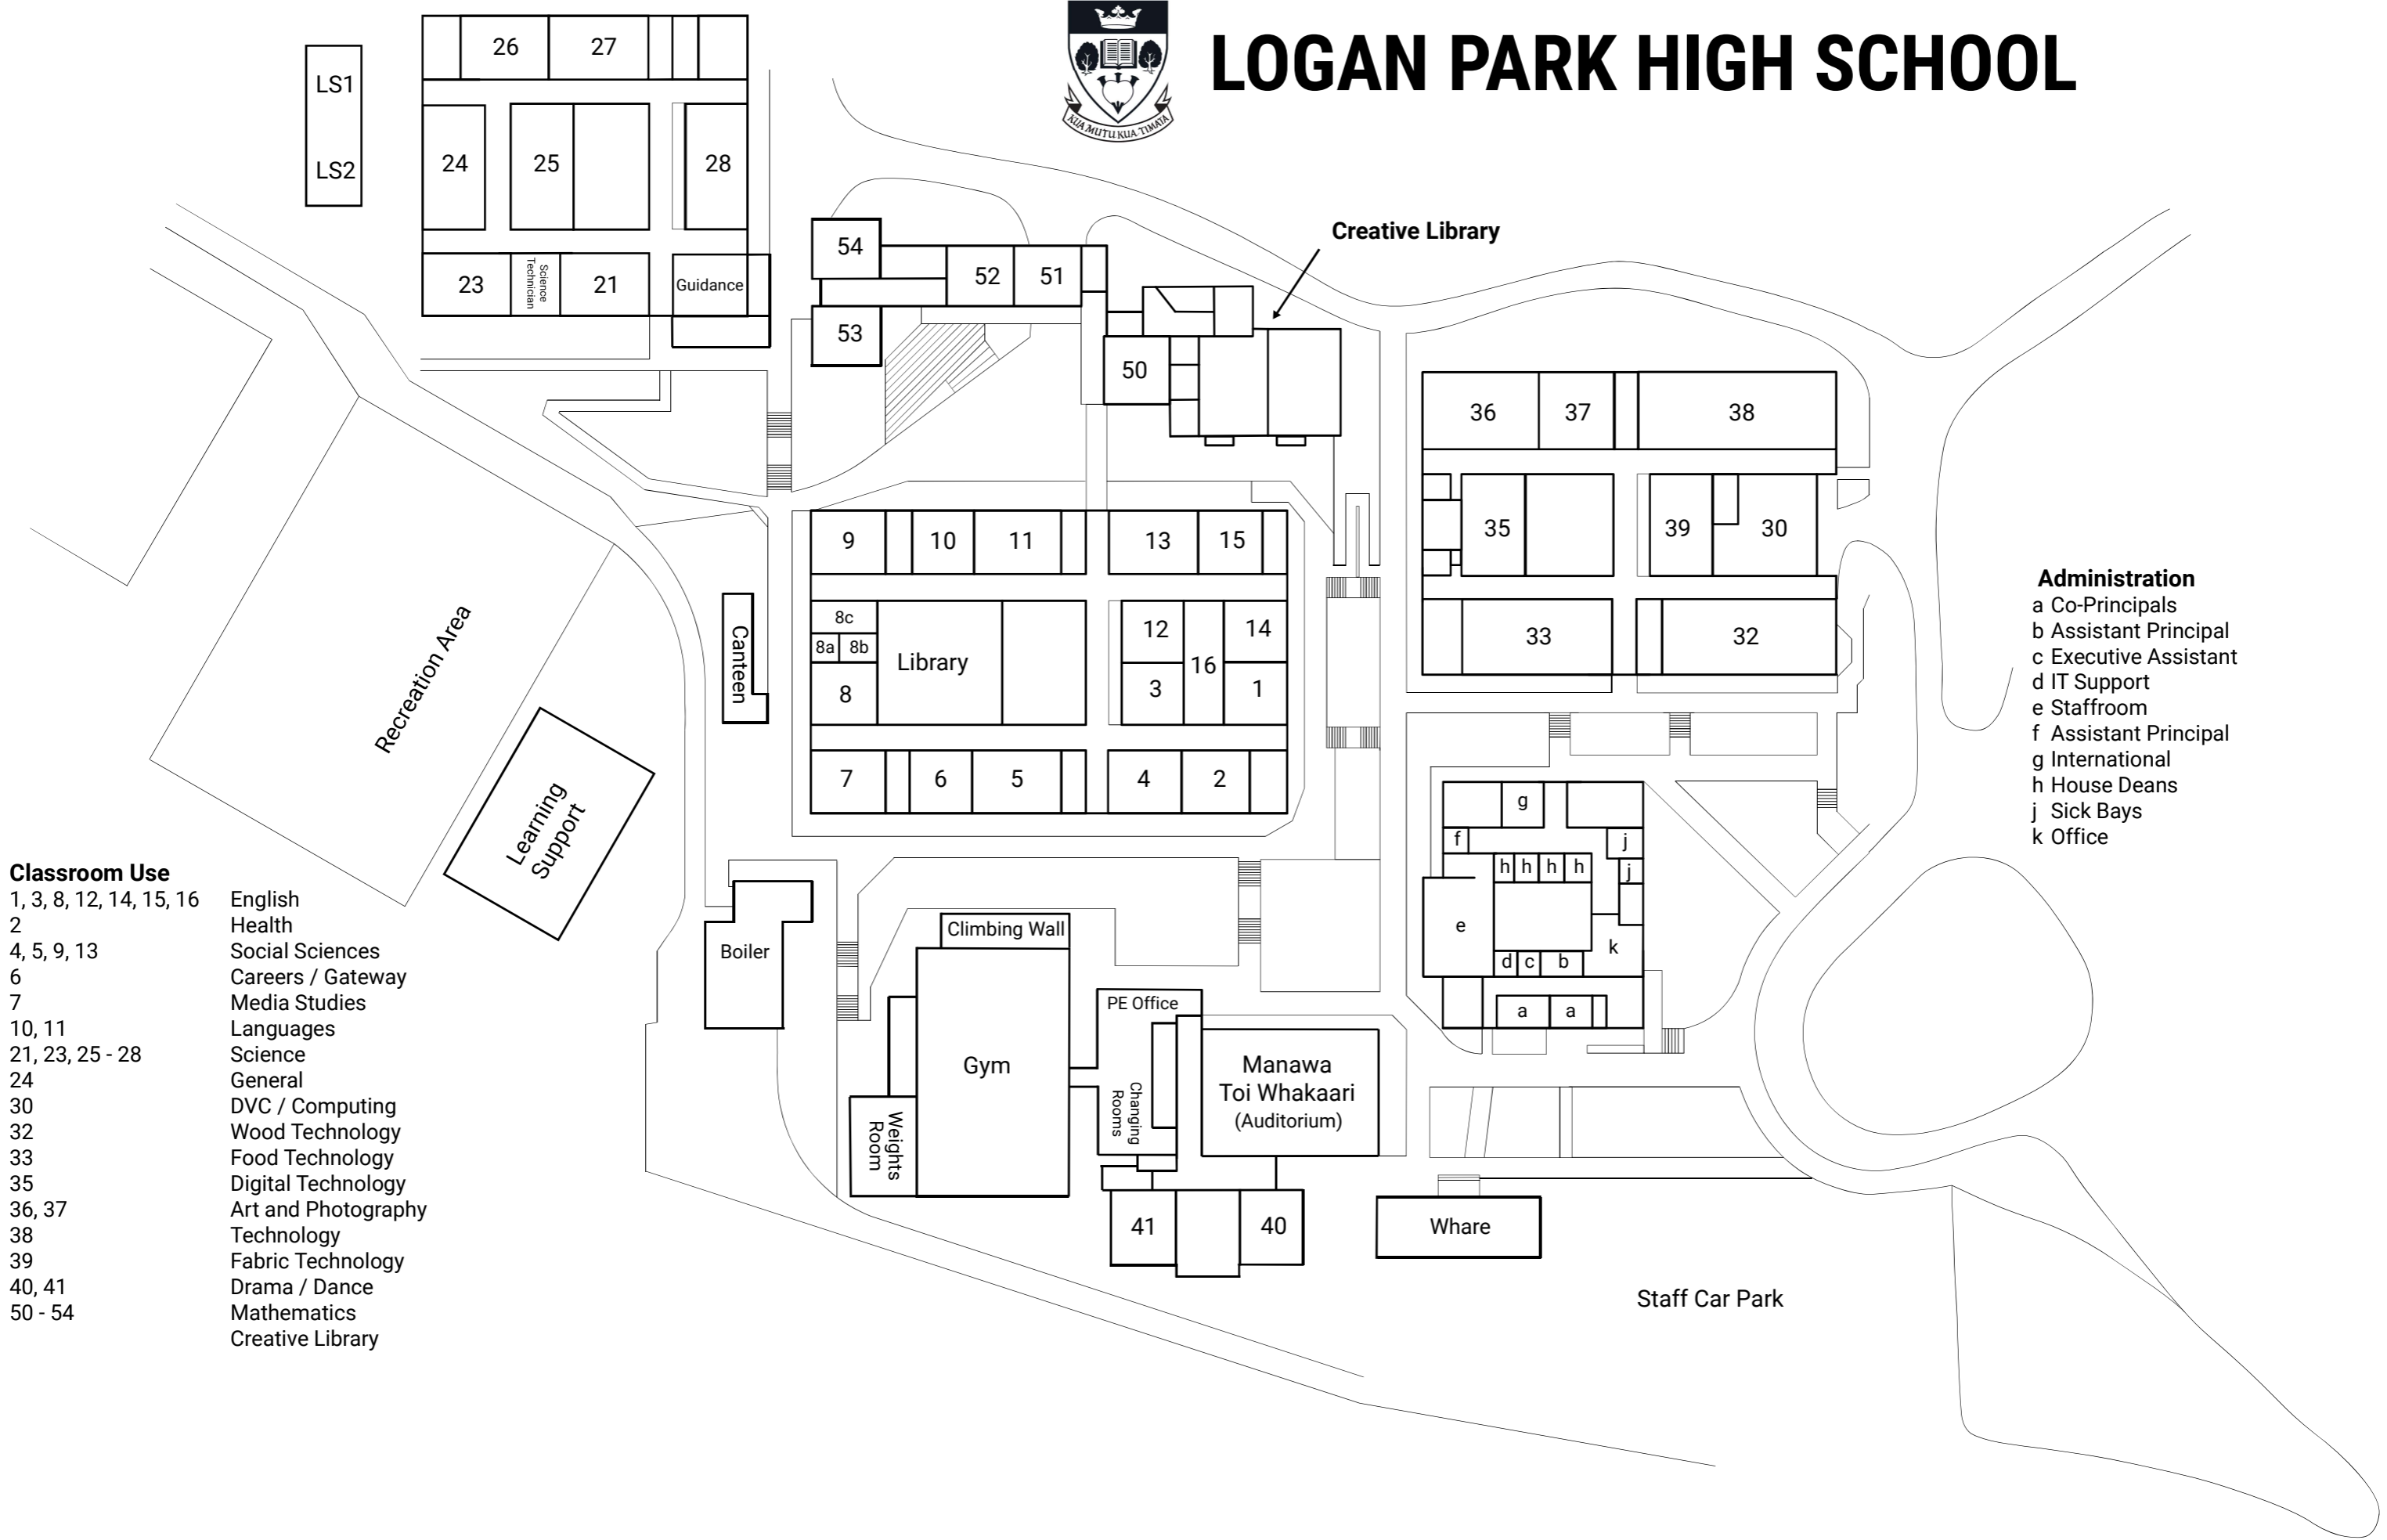 LOGAN PARK HIGH SCHOOL
KUA MUTU KUA TIMATA
LS1
LS2
26
27
24
25
28
23
Science
Technician
21
Guidance
54
52
51
53
50
Creative Library
36
37
38
35
39
30
33
32
9
10
11
13
15
8c
8a
8b
8
Library
12
14
16
3
1
7
6
5
4
2
Canteen
Recreation Area
Learning
Support
Boiler
Climbing Wall
Gym
Weights
Room
PE Office
Changing
Rooms
Manawa
Toi Whakaari
(Auditorium)
41
40
Whare
Staff Car Park
g
f
j
h
h
h
h
j
e
k
d
c
b
a
a
Administration
a Co-Principals
b Assistant Principal
c Executive Assistant
d IT Support
e Staffroom
f Assistant Principal
g International
h House Deans
j Sick Bays
k Office
Classroom Use
1, 3, 8, 12, 14, 15, 16 English
2 Health
4, 5, 9, 13 Social Sciences
6 Careers / Gateway
7 Media Studies
10, 11 Languages
21, 23, 25 - 28 Science
24 General
30 DVC / Computing
32 Wood Technology
33 Food Technology
35 Digital Technology
36, 37 Art and Photography
38 Technology
39 Fabric Technology
40, 41 Drama / Dance
50 - 54 Mathematics
Creative Library